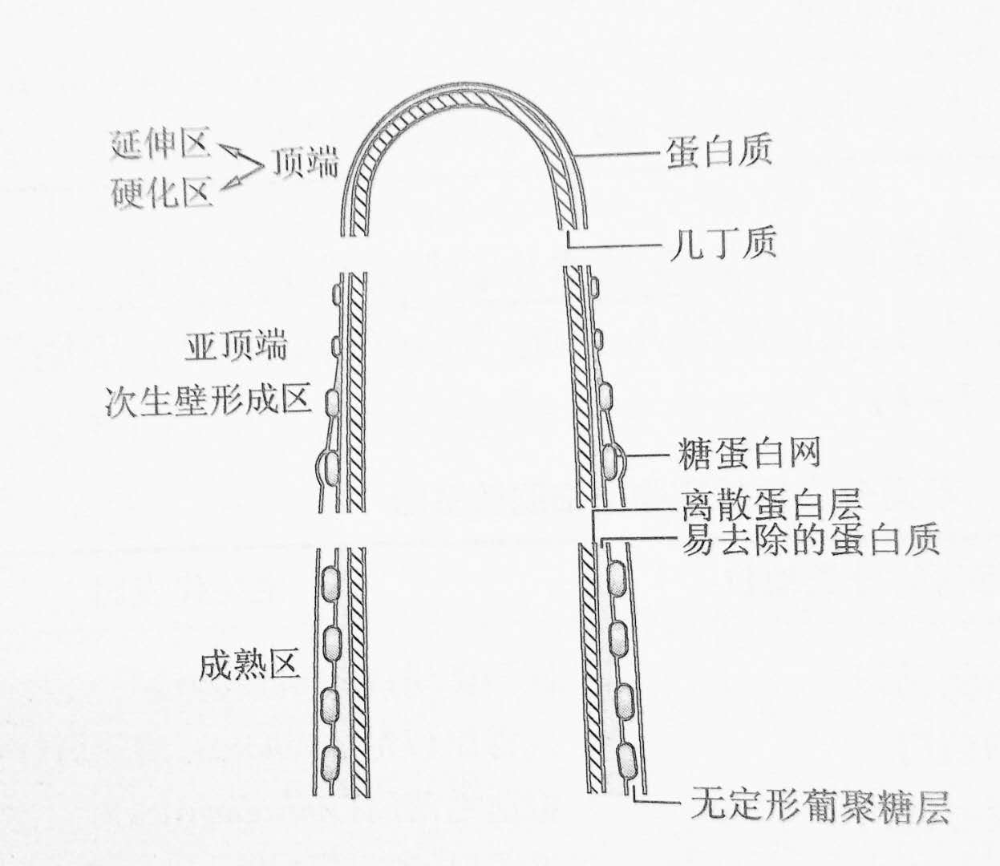 延伸区
硬化区
顶端
蛋白质
几丁质
亚顶端
次生壁形成区
糖蛋白网
离散蛋白层
易去除的蛋白质
成熟区
无定形葡聚糖层